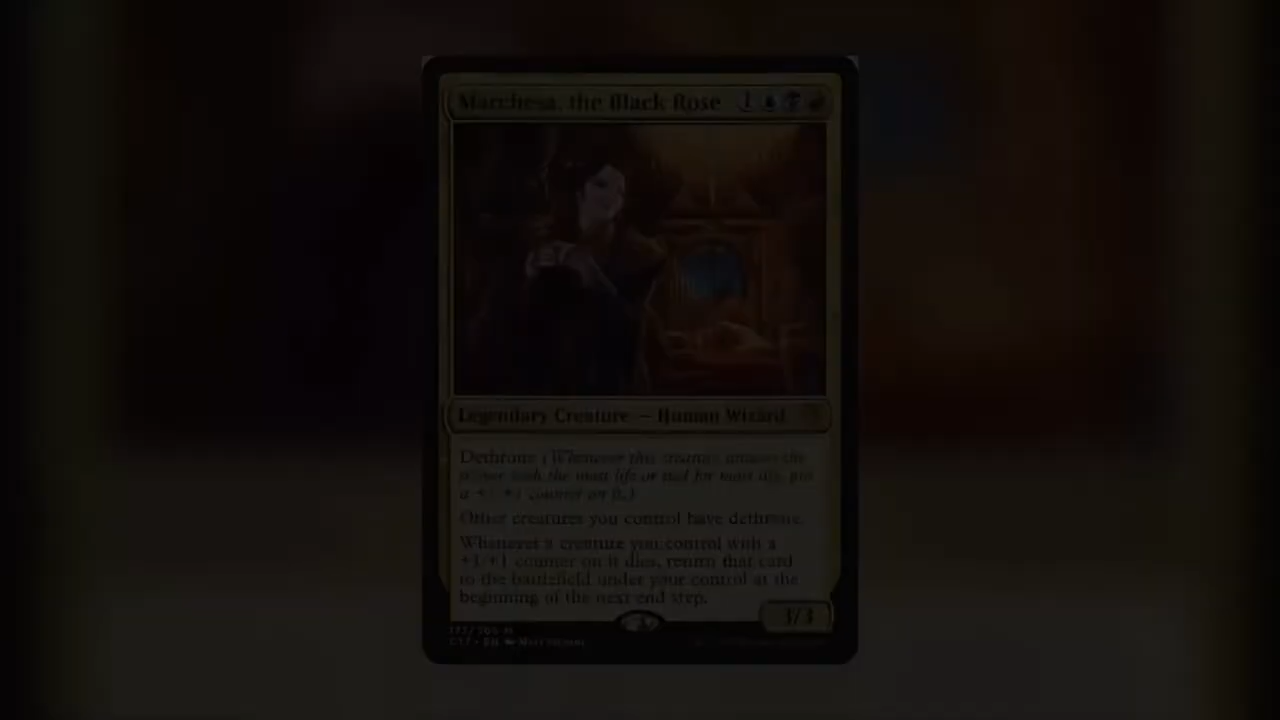 Marchesa, the Black Rose 1
Legendary Creature — Human Wizard
Dethrone (Whenever this creature attacks the
player with the most life or tied for most life, put
a +1/+1 counter on it.)
Other creatures you control have dethrone.
Whenever a creature you control with a
+1/+1 counter on it dies, return that card
to the battlefield under your control at the
beginning of the next end step.
3/3